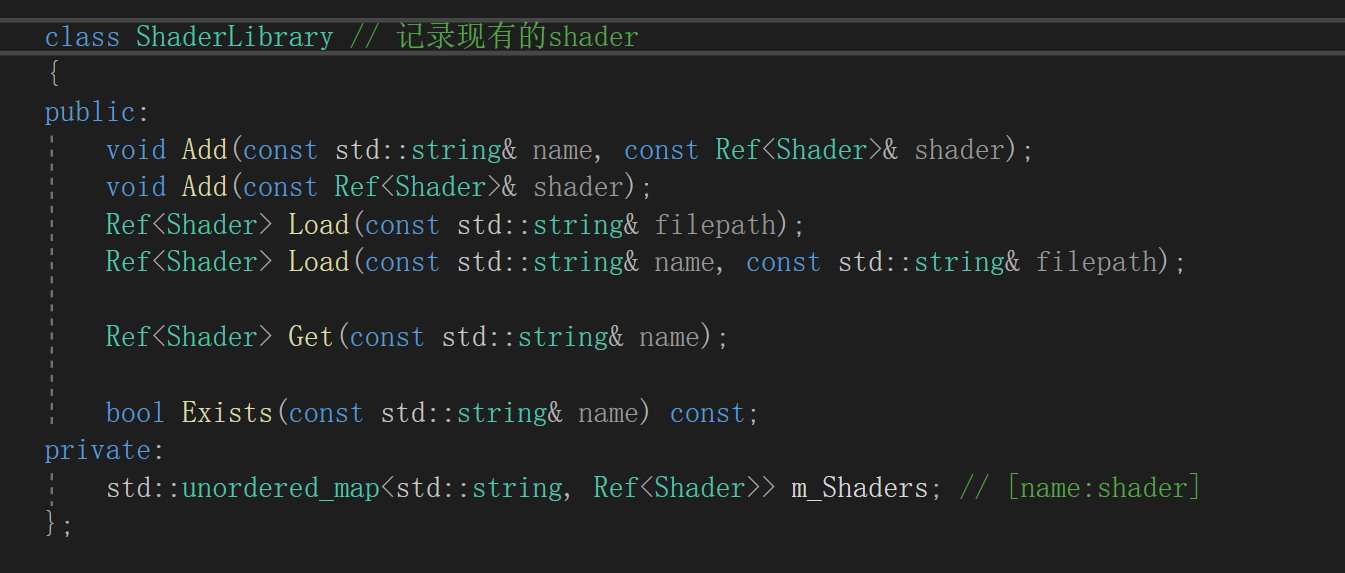 class ShaderLibrary // 记录现有的shader
{
public:
    void Add(const std::string& name, const Ref<Shader>& shader);
    void Add(const Ref<Shader>& shader);
    Ref<Shader> Load(const std::string& filepath);
    Ref<Shader> Load(const std::string& name, const std::string& filepath);
    Ref<Shader> Get(const std::string& name);
    bool Exists(const std::string& name) const;
private:
    std::unordered_map<std::string, Ref<Shader>> m_Shaders; // [name:shader]
};